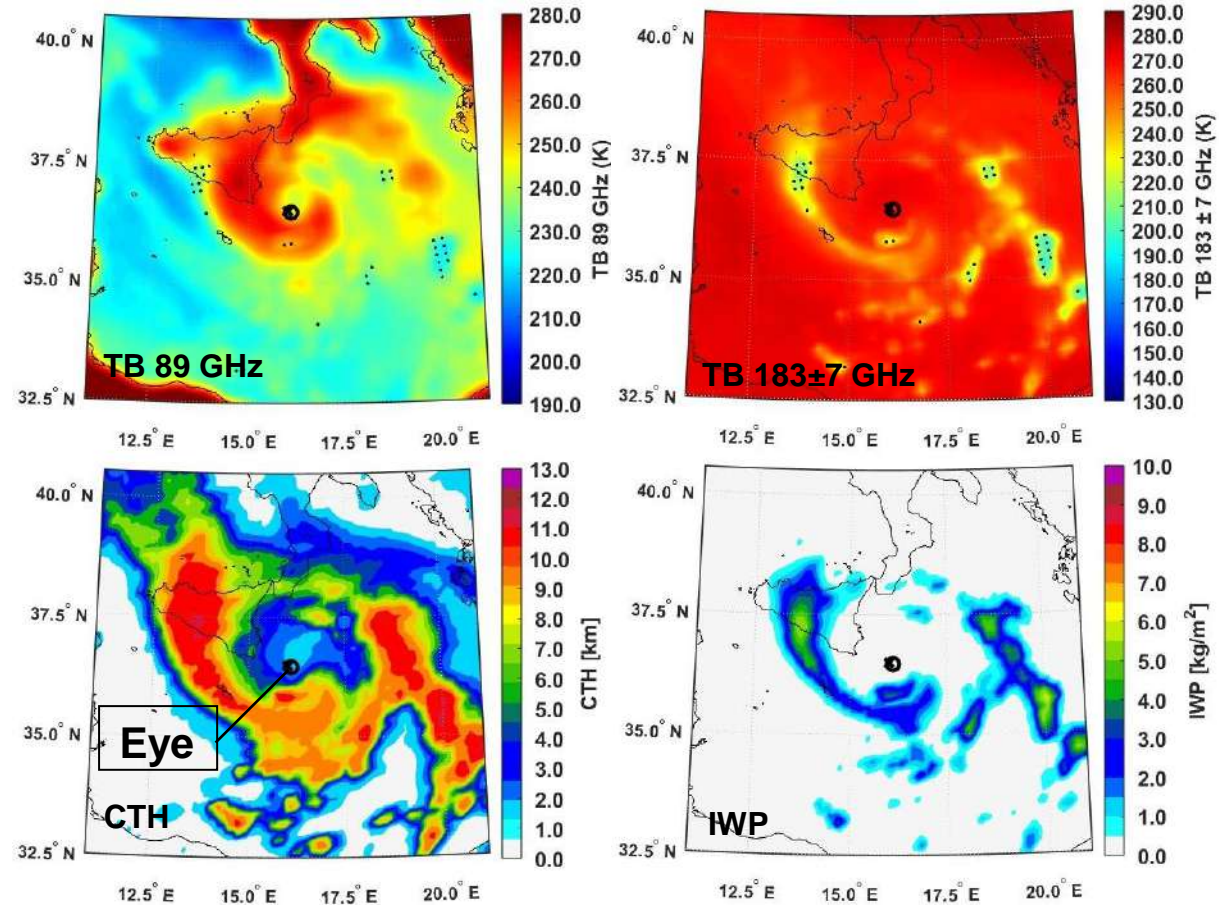 40.0° N
37.5° N
35.0° N
32.5° N
12.5° E 15.0° E 17.5° E 20.0° E
TB 89 GHz
280.0
270.0
260.0
250.0
240.0
230.0
220.0
210.0
200.0
190.0
TB 89 GHz (K)
40.0° N
37.5° N
35.0° N
32.5° N
12.5° E 15.0° E 17.5° E 20.0° E
TB 183±7 GHz
290.0
280.0
270.0
260.0
250.0
240.0
230.0
220.0
210.0
200.0
190.0
180.0
170.0
160.0
150.0
140.0
130.0
TB 183 ± 7 GHz (K)
40.0° N
37.5° N
35.0° N
32.5° N
12.5° E 15.0° E 17.5° E 20.0° E
Eye
CTH
13.0
12.0
11.0
10.0
9.0
8.0
7.0
6.0
5.0
4.0
3.0
2.0
1.0
0.0
CTH [km]
40.0° N
37.5° N
35.0° N
32.5° N
12.5° E 15.0° E 17.5° E 20.0° E
IWP
10.0
9.0
8.0
7.0
6.0
5.0
4.0
3.0
2.0
1.0
0.0
IWP [kg/m²]